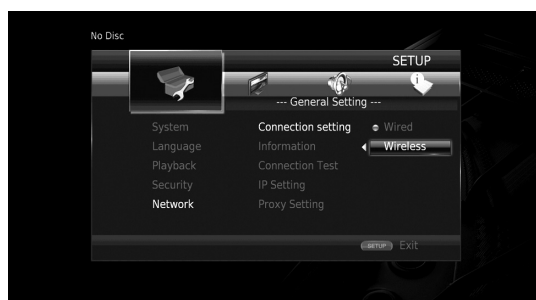 No Disc
SETUP
--- General Setting ---
System
Language
Playback
Security
Network
Connection setting
Information
Connection Test
IP Setting
Proxy Setting
Wired
Wireless
SETUP Exit